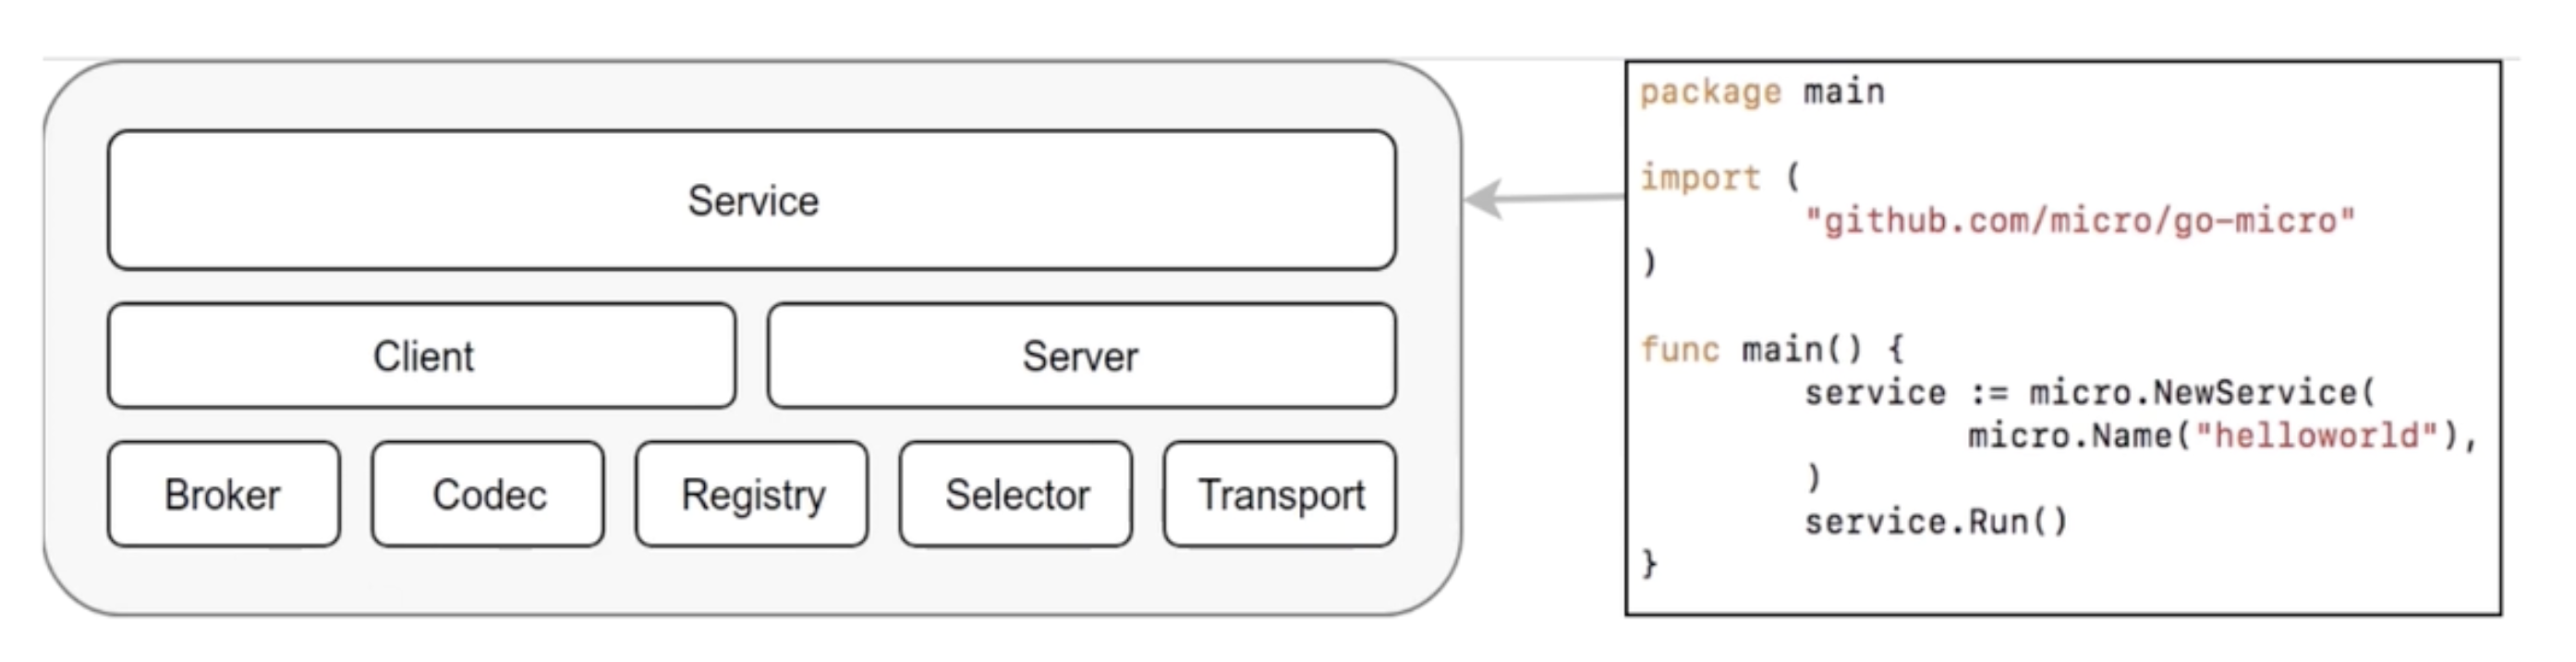 Service
Client
Server
Broker
Codec
Registry
Selector
Transport
package main
import (
"github.com/micro/go-micro"
)
func main() {
service := micro.NewService(
micro.Name("helloworld"),
)
service.Run()
}